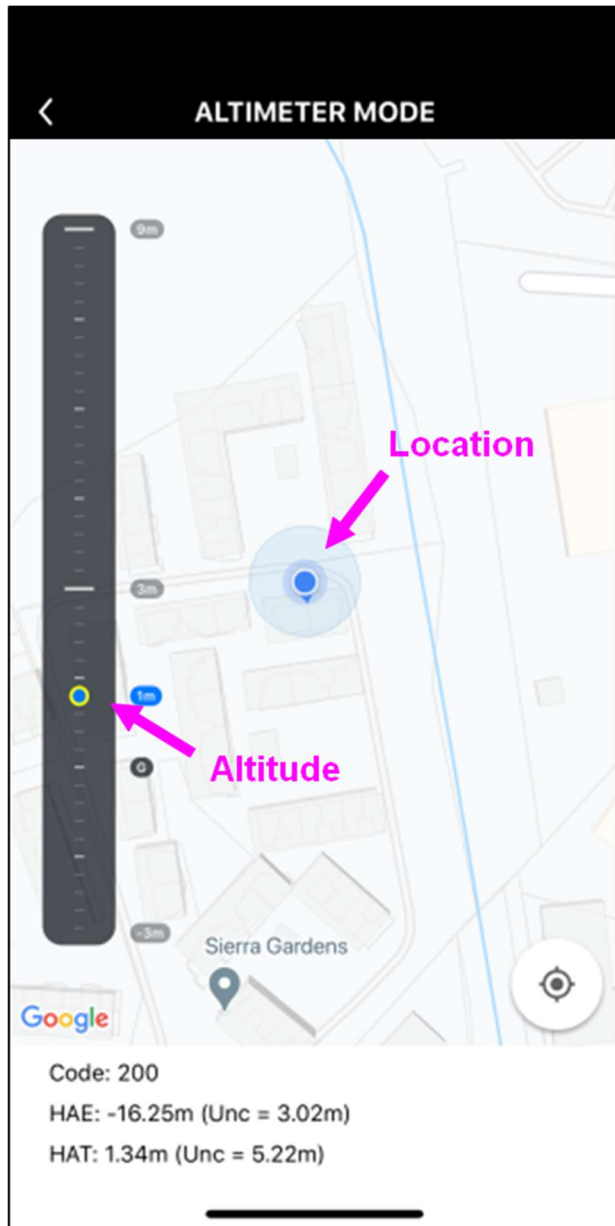 ALTIMETER MODE
9m
Location
3m
1m
Altitude
G
-3m
Sierra Gardens
Google
Code: 200
HAE: -16.25m (Unc = 3.02m)
HAT: 1.34m (Unc = 5.22m)